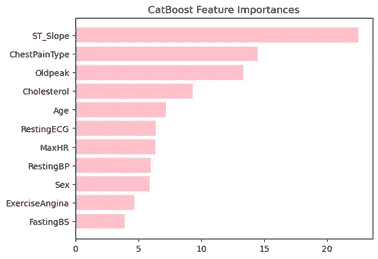 CatBoost Feature Importances
ST_Slope
ChestPainType
Oldpeak
Cholesterol
Age
RestingECG
MaxHR
RestingBP
Sex
ExerciseAngina
FastingBS
0 5 10 15 20